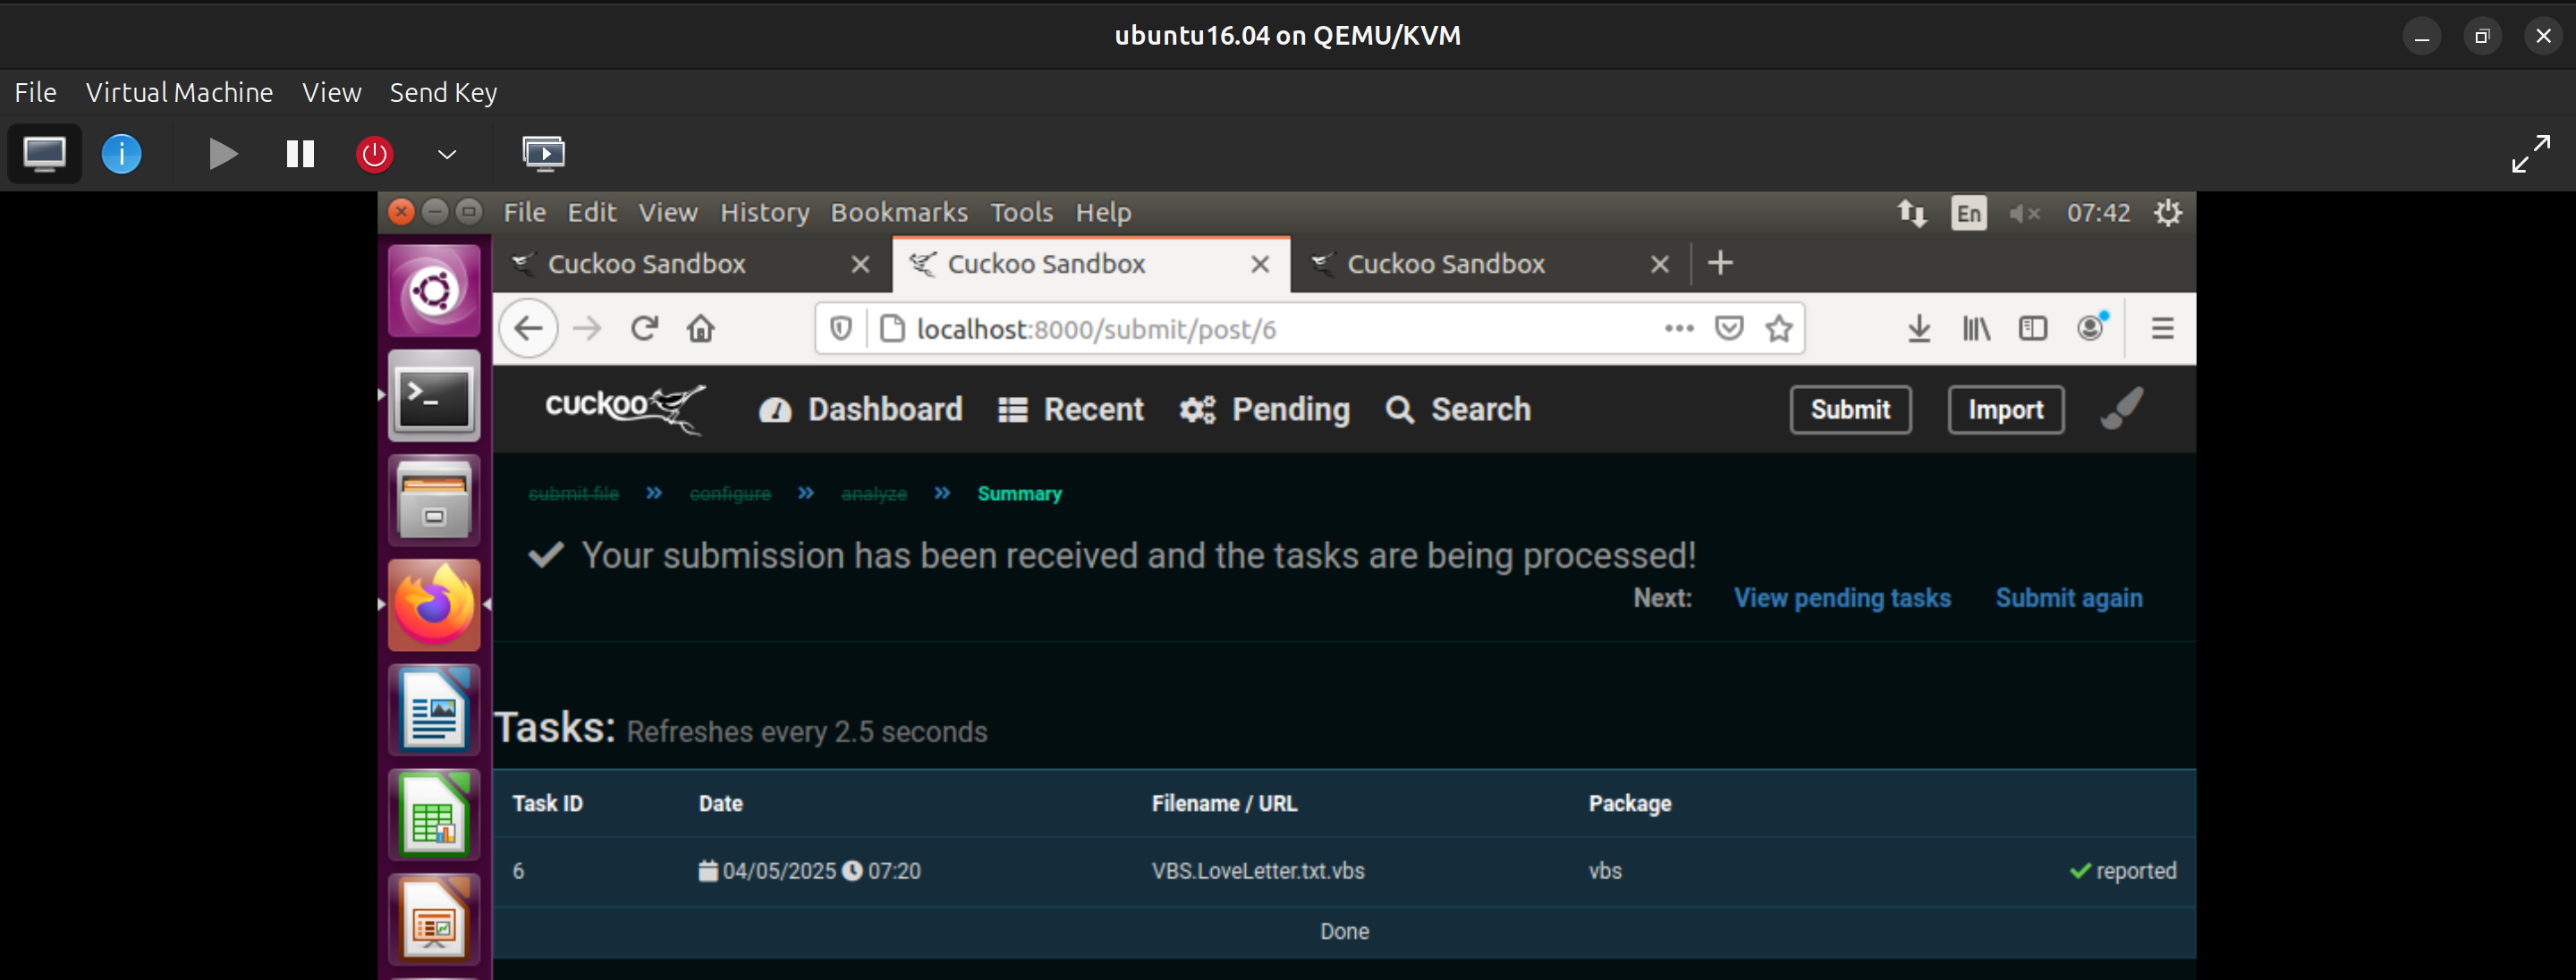 ubuntu16.04 on QEMU/KVM
File Virtual Machine View Send Key
File Edit View History Bookmarks Tools Help En 07:42
Cuckoo Sandbox Cuckoo Sandbox Cuckoo Sandbox
localhost:8000/submit/post/6
cuckoo Dashboard Recent Pending Search Submit Import
submit file » configure » analyze » Summary
Your submission has been received and the tasks are being processed!
Next: View pending tasks Submit again
Tasks: Refreshes every 2.5 seconds
Task ID Date Filename / URL Package
6 04/05/2025 07:20 VBS.LoveLetter.txt.vbs vbs reported
Done